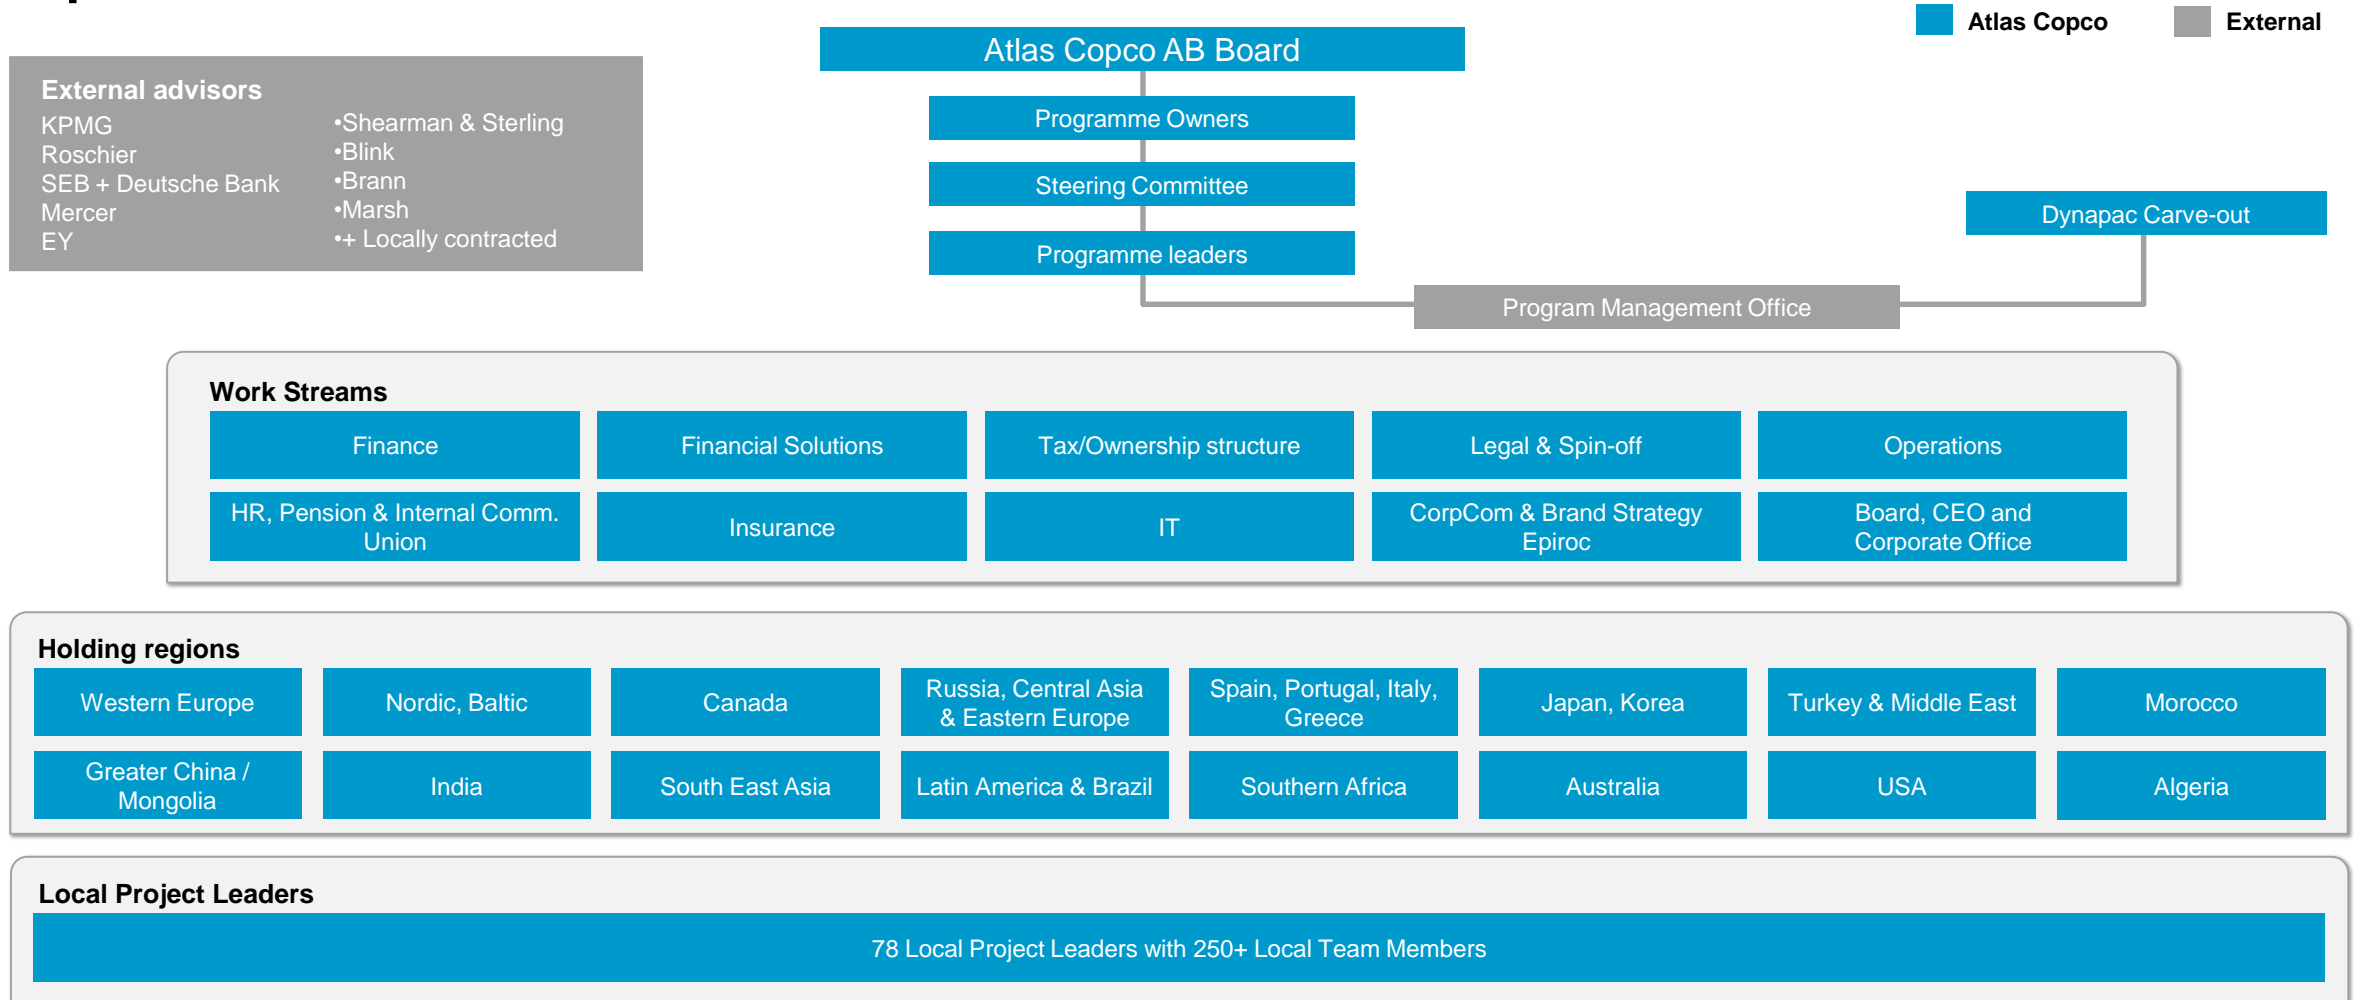 Atlas Copco
External
Atlas Copco AB Board
External advisors
KPMG
Roschier
SEB + Deutsche Bank
Mercer
EY
•Shearman & Sterling
•Blink
•Brann
•Marsh
•+ Locally contracted
Programme Owners
Steering Committee
Programme leaders
Dynapac Carve-out
Program Management Office
Work Streams
Finance
Financial Solutions
Tax/Ownership structure
Legal & Spin-off
Operations
HR, Pension & Internal Comm.
Union
Insurance
IT
CorpCom & Brand Strategy
Epiroc
Board, CEO and
Corporate Office
Holding regions
Western Europe
Nordic, Baltic
Canada
Russia, Central Asia
& Eastern Europe
Spain, Portugal, Italy,
Greece
Japan, Korea
Turkey & Middle East
Morocco
Greater China /
Mongolia
India
South East Asia
Latin America & Brazil
Southern Africa
Australia
USA
Algeria
Local Project Leaders
78 Local Project Leaders with 250+ Local Team Members